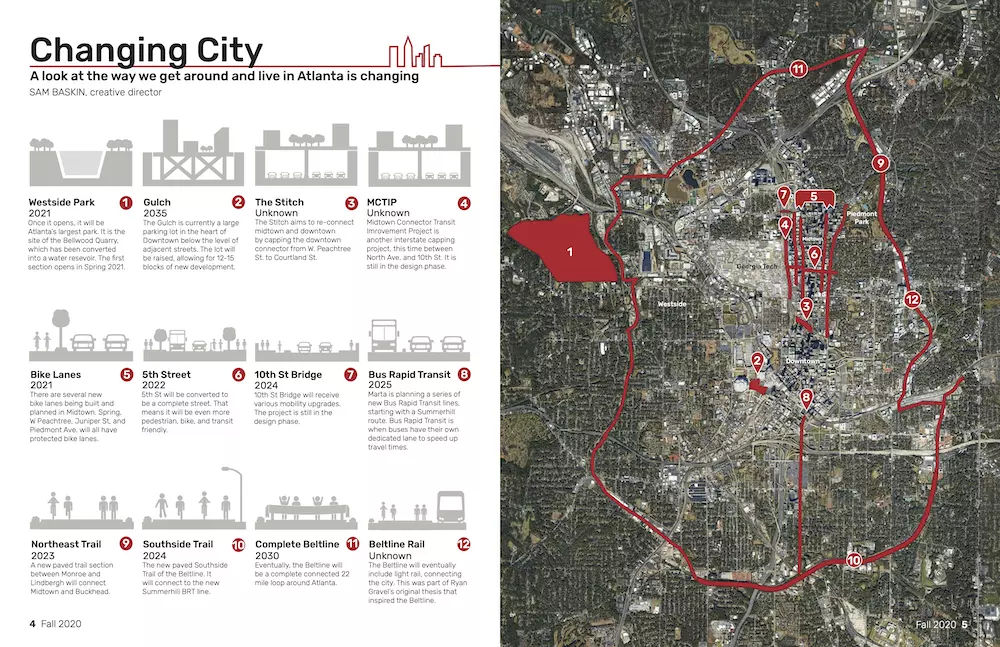 Changing City
A look at the way we get around and live in Atlanta is changing
SAM BASKIN, creative director
Westside Park 1
2021
Once it opens, it will be
Atlanta's largest park. It is the
site of the Bellwood Quarry,
which has been converted
into a water resevoir. The first
section opens in Spring 2021.
Gulch 2
2035
The Gulch is currently a large
parking lot in the heart of
Downtown below the level of
adjacent streets. The lot will
be raised, allowing for 12-15
blocks of new development.
The Stitch 3
Unknown
The Stitch aims to re-connect
midtown and downtown
by capping the downtown
connector from W. Peachtree
St. to Courtland St.
MCTIP 4
Unknown
Midtown Connector Transit
Imrovement Project is
another interstate capping
project, this time between
North Ave. and 10th St. It is
still in the design phase.
Bike Lanes 5
2021
There are several new
bike lanes being built and
planned in Midtown. Spring,
W Peachtree, Juniper St, and
Piedmont Ave. will all have
protected bike lanes.
5th Street 6
2022
5th St will be converted to
be a complete street. That
means it will be even more
pedestrian, bike, and transit
friendly.
10th St Bridge 7
2024
10th St Bridge will receive
various mobility upgrades.
The project is still in the
design phase.
Bus Rapid Transit 8
2025
Marta is planning a series of
new Bus Rapid Transit lines,
starting with a Summerhill
route. Bus Rapid Transit is
when buses have their own
dedicated lane to speed up
travel times.
Northeast Trail 9
2023
A new paved trail section
between Monroe and
Lindbergh will connect
Midtown and Buckhead.
Southside Trail 10
2024
The new paved Southside
Trail of the Beltline. It
will connect to the new
Summerhill BRT line.
Complete Beltline 11
2030
Eventually, the Beltline will
be a complete connected 22
mile loop around Atlanta.
Beltline Rail 12
Unknown
The Beltline will eventually
include light rail, connecting
the city. This was part of Ryan
Gravel's original thesis that
inspired the Beltline.
4 Fall 2020
11
9
7
5
4
Piedmont
Park
Midtown
1
6
Georgia Tech
12
Westside
3
2
Downtown
8
10
Fall 2020 5